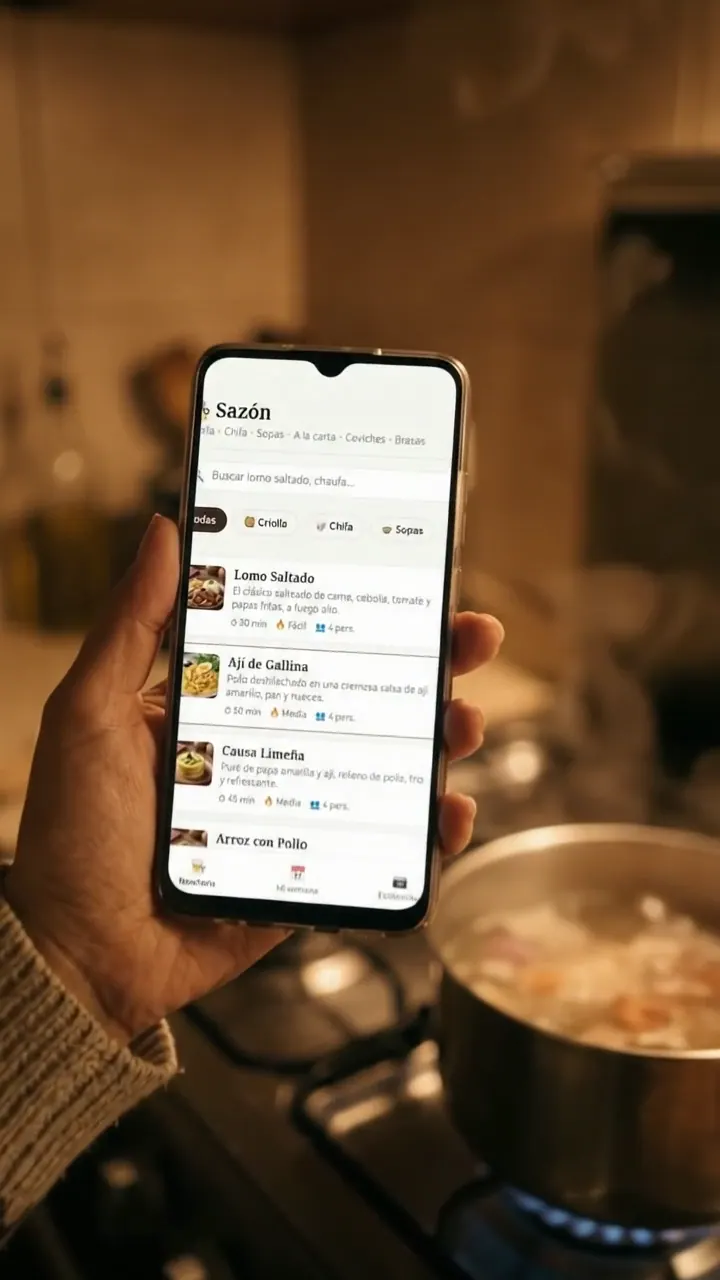 Sazón
Chifa · Sopas · A la carta · Ceviches · Brasas
Buscar lomo saltado, chaufa...
odas
Criolla
Chifa
Sopas
Lomo Saltado
El clásico salteado de carne, cebolla, tomate y
papas fritas, a fuego alto.
30 min Fácil 4 pers.
Ají de Gallina
Pollo deshilachado en una cremosa salsa de ají
amarillo, pan y nueces.
50 min Media 4 pers.
Causa Limeña
Puré de papa amarilla y ají, relleno de pollo, frío
y refrescante.
45 min Media 4 pers.
Arroz con Pollo
Mi semana